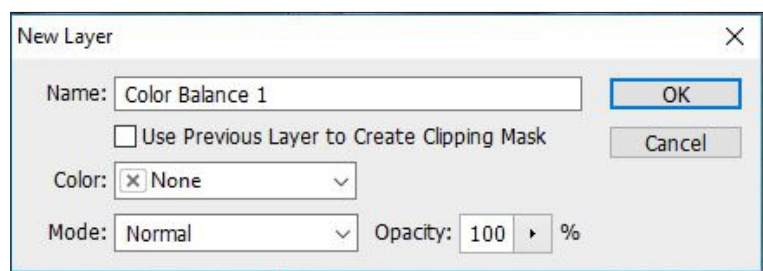 New Layer
Name: Color Balance 1 OK
Use Previous Layer to Create Clipping Mask Cancel
Color: None
Mode: Normal Opacity: 100 %